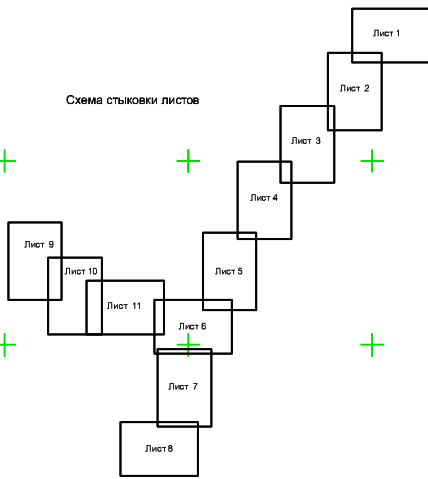 Лист 1
Лист 2
Схема стыковки листов
Лист 3
Лист 4
Лист 9
Лист 10
Лист 5
Лист 11
Лист 6
Лист 7
Лист 8